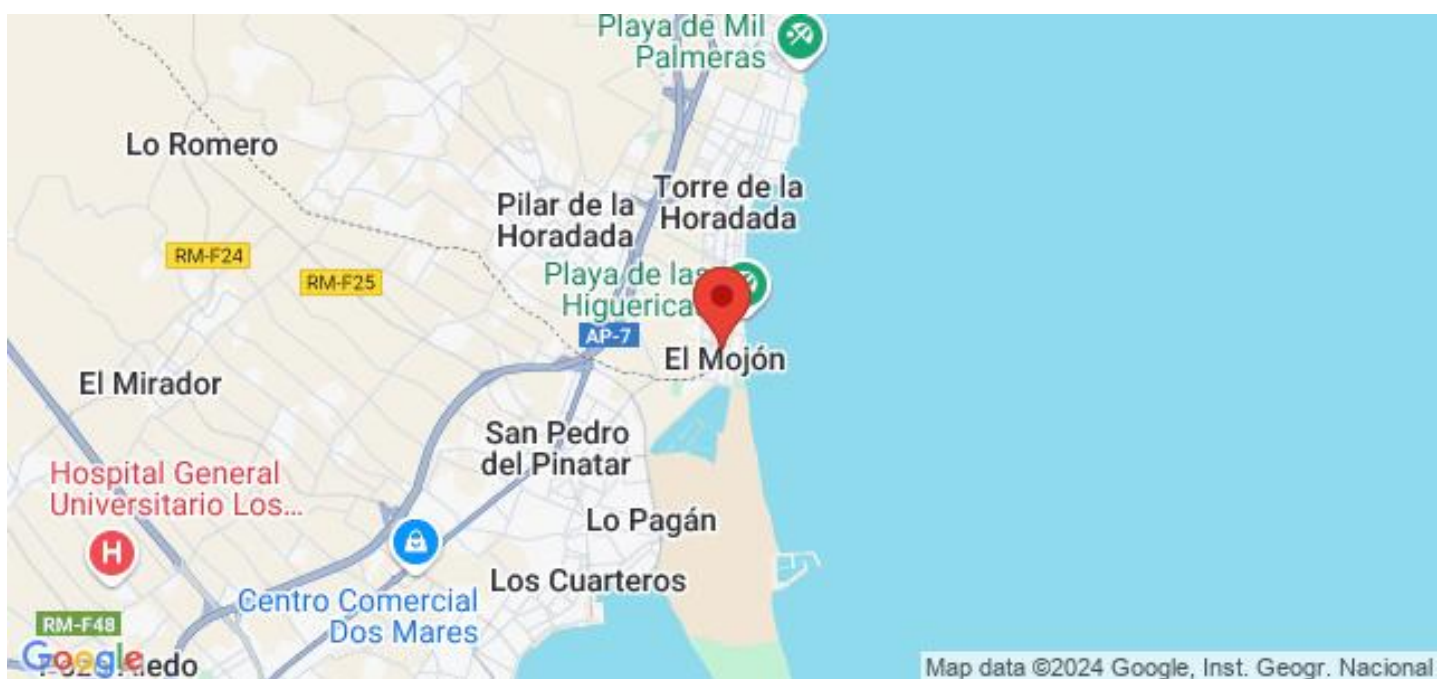 Playa de Mil
Palmeras
Lo Romero
Torre de la
Horadada
Pilar de la
Horadada
RM-F24
RM-F25
Playa de las
Higuerica
AP-7
El Mojón
El Mirador
San Pedro
del Pinatar
Hospital General
Universitario Los...
Lo Pagán
H
Los Cuarteros
Centro Comercial
Dos Mares
RM-F48
Google
Map data ©2024 Google, Inst. Geogr. Nacional